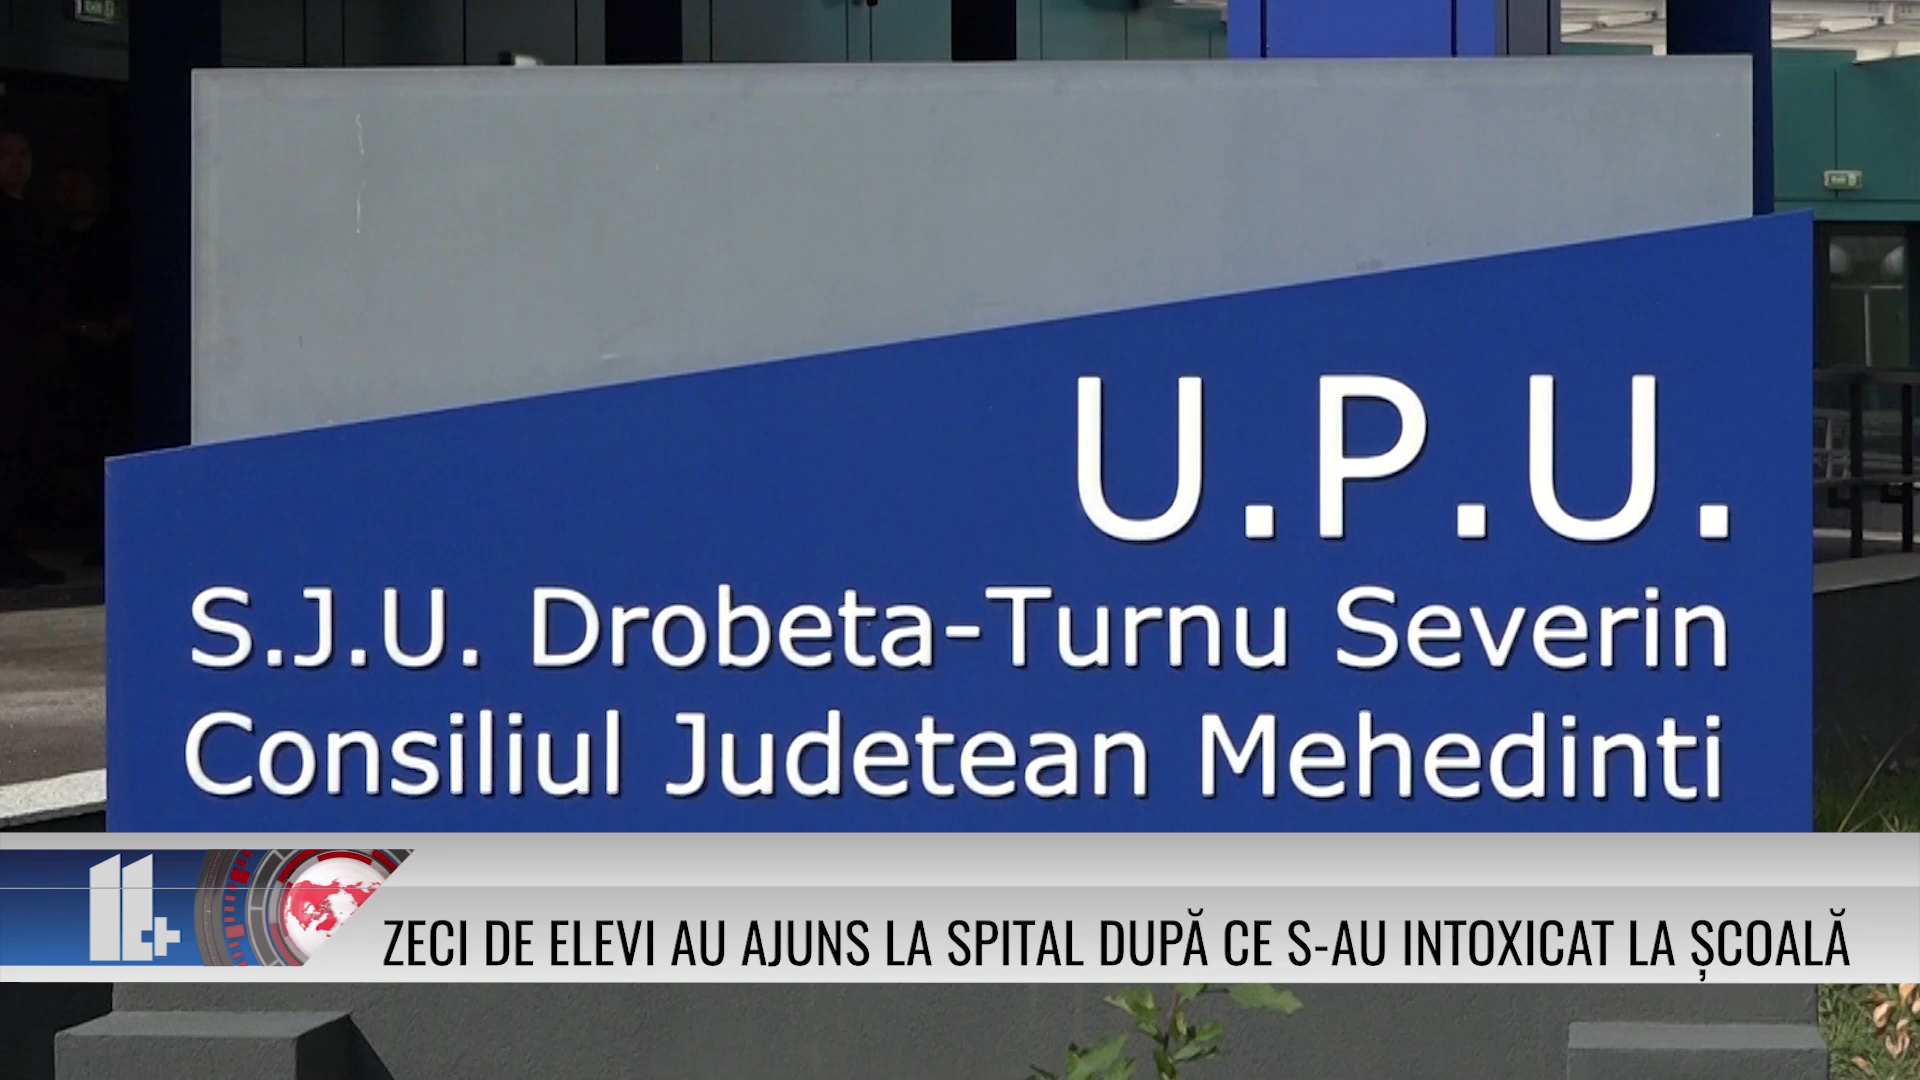 U.P.U.
S.J.U. Drobeta-Turnu Severin
Consiliul Judetean Mehedinti
11+
ZECI DE ELEVI AU AJUNS LA SPITAL DUPĂ CE S-AU INTOXICAT LA ȘCOALĂ